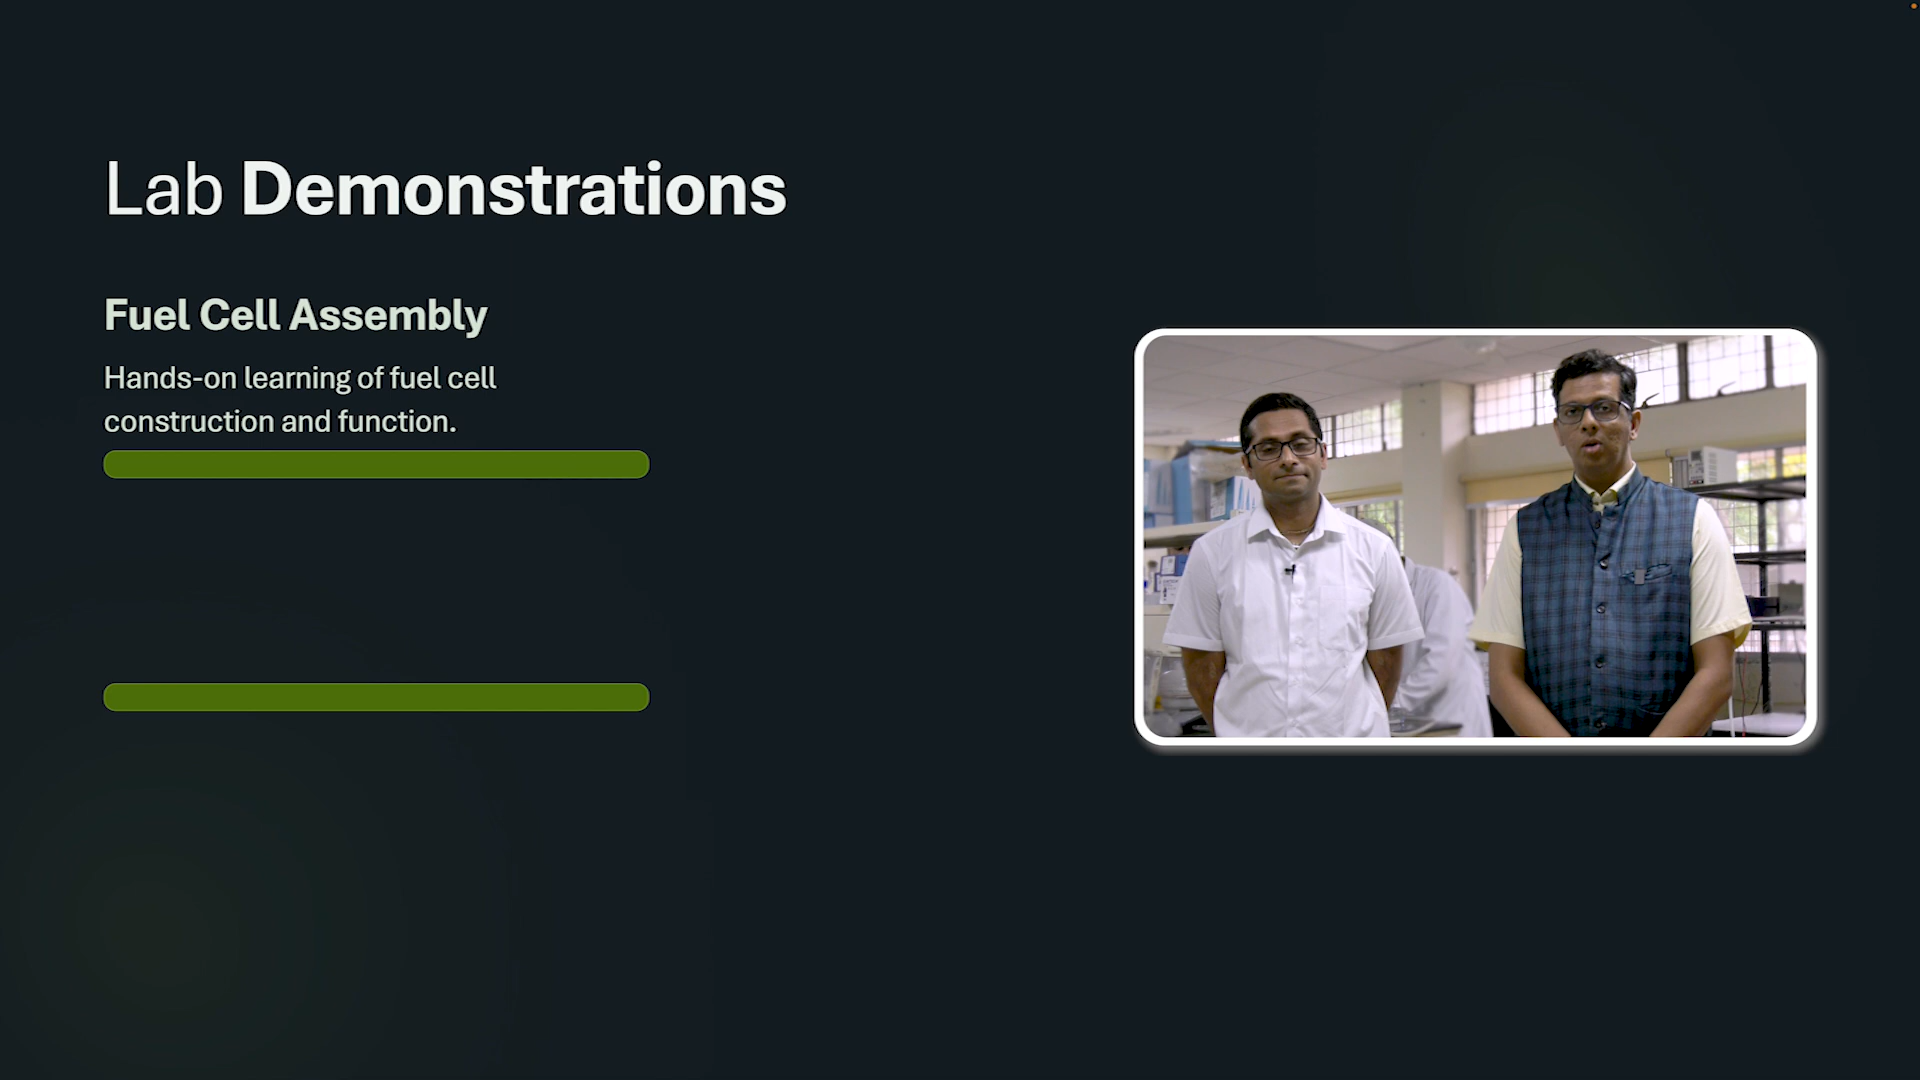 Lab Demonstrations
Fuel Cell Assembly
Hands-on learning of fuel cell
construction and function.